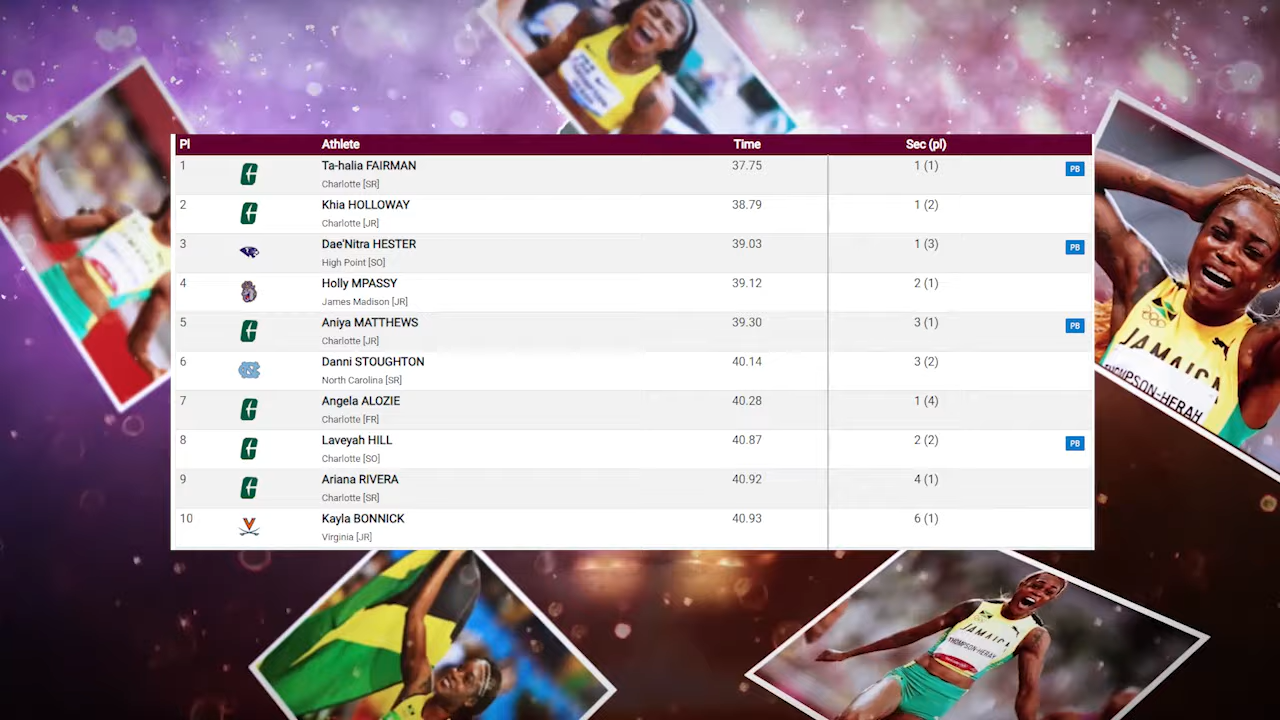 Pl Athlete Time Sec (pl)
1 Ta-halia FAIRMAN 37.75 1 (1) PB
Charlotte [SR]
2 Khia HOLLOWAY 38.79 1 (2)
Charlotte [JR]
3 Dae'Nitra HESTER 39.03 1 (3) PB
High Point [SO]
4 Holly MPASSY 39.12 2 (1)
James Madison [JR]
5 Aniya MATTHEWS 39.30 3 (1) PB
Charlotte [JR]
6 Danni STOUGHTON 40.14 3 (2)
North Carolina [SR]
7 Angela ALOZIE 40.28 1 (4)
Charlotte [FR]
8 Laveyah HILL 40.87 2 (2) PB
Charlotte [SO]
9 Ariana RIVERA 40.92 4 (1)
Charlotte [SR]
10 Kayla BONNICK 40.93 6 (1)
Virginia [JR]
JAMAICA
THOMPSON-HERAH
JAMAICA
THOMPSON-HERAH